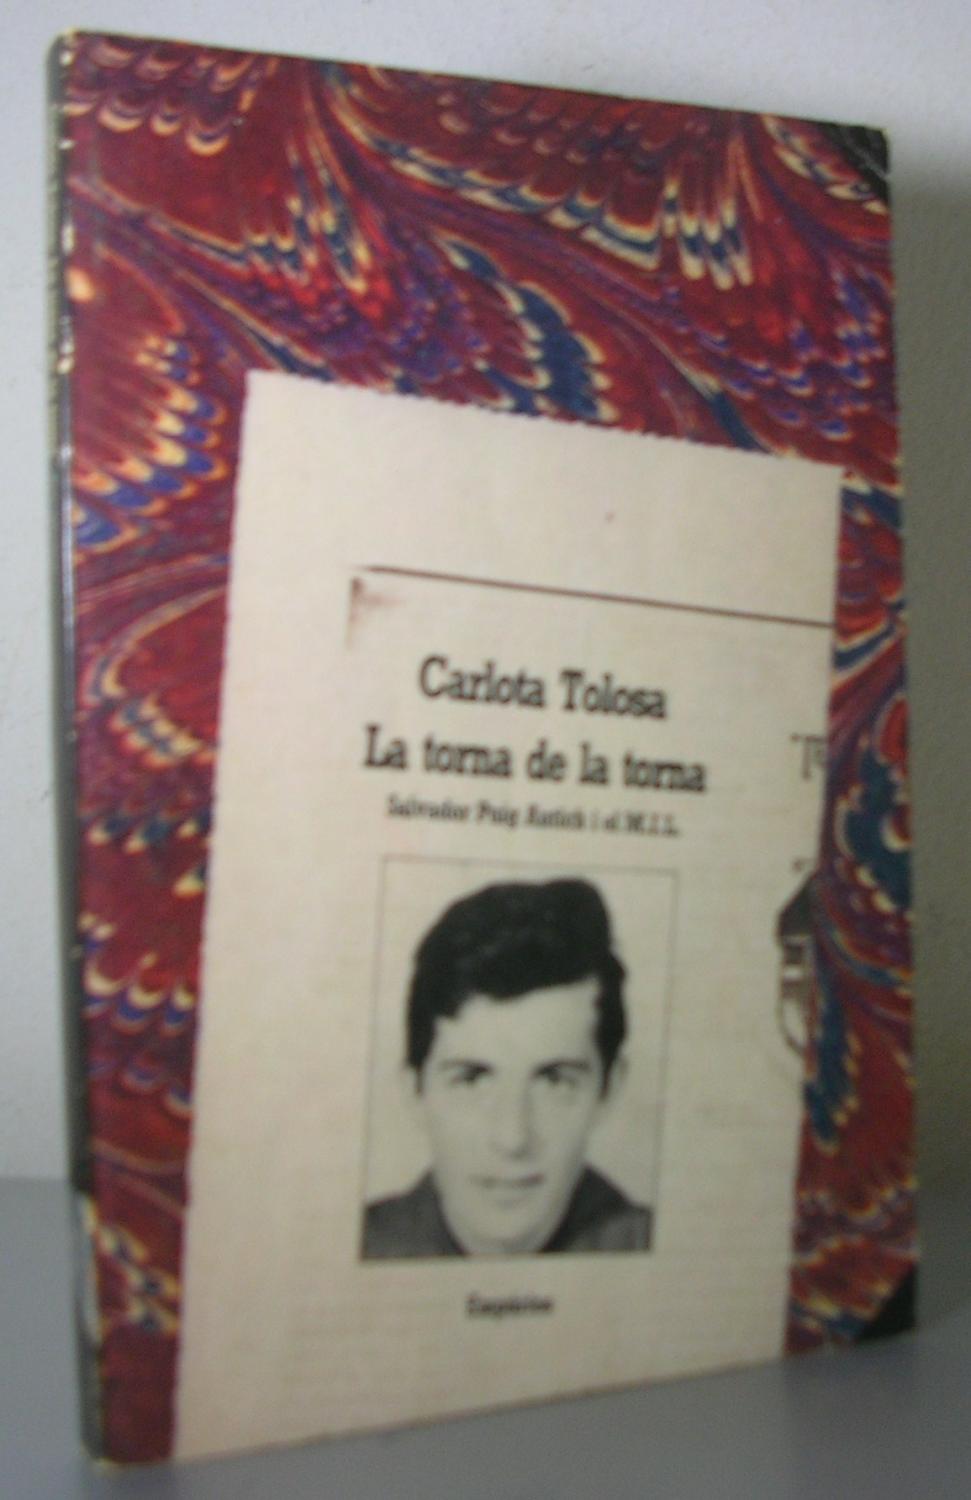 Carlota Tolosa
La torna de la torna
Salvador Puig Antich i el M.I.L.
Empúries